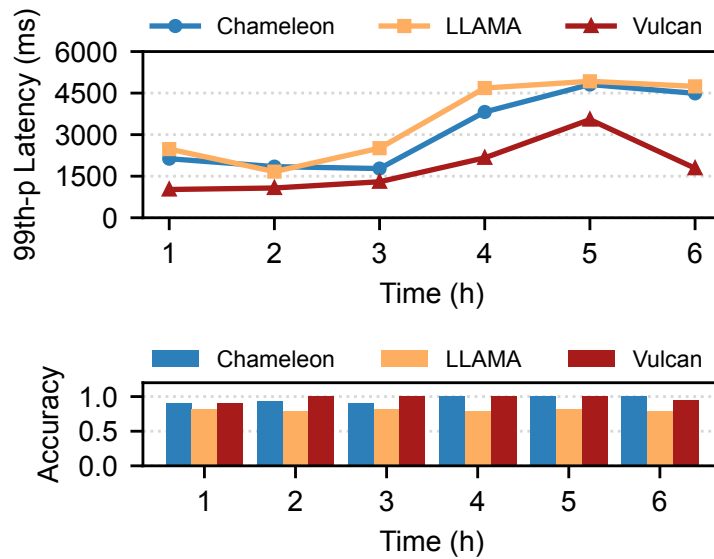 Chameleon LLAMA Vulcan
99th-p Latency (ms)
6000
4500
3000
1500
0
1 2 3 4 5 6
Time (h)
Chameleon LLAMA Vulcan
Accuracy
1.0
0.5
0.0
1 2 3 4 5 6
Time (h)